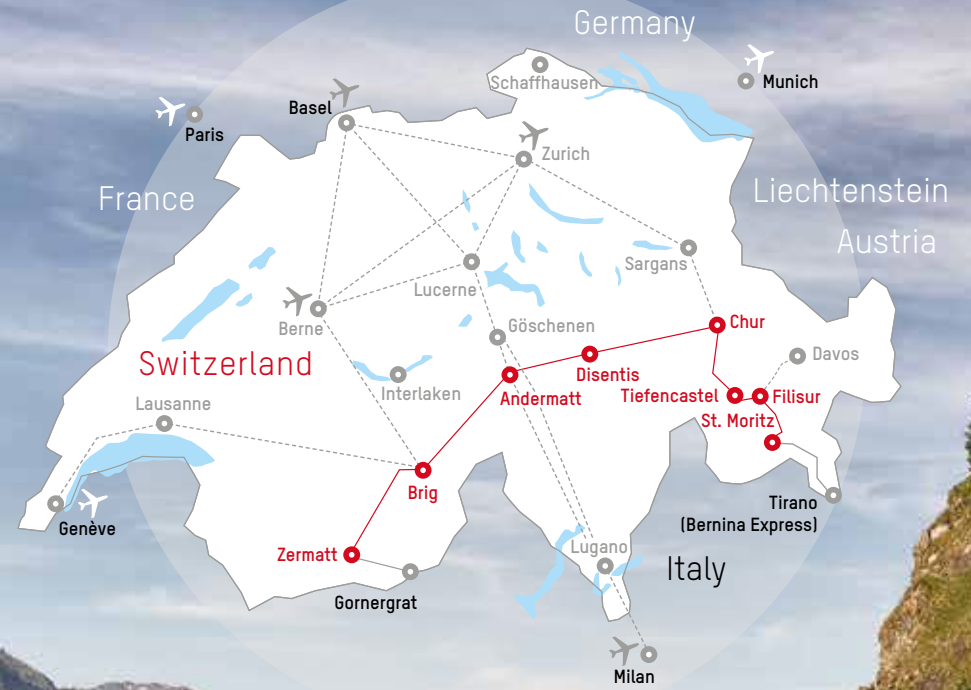 Germany
Schaffhausen
Munich
Basel
Paris
Zurich
France
Liechtenstein
Austria
Sargans
Lucerne
Berne
Göschenen
Chur
Switzerland
Disentis
Davos
Interlaken
Andermatt
Tiefencastel
Filisur
Lausanne
St. Moritz
Brig
Tirano
(Bernina Express)
Genève
Zermatt
Lugano
Italy
Gornergrat
Milan